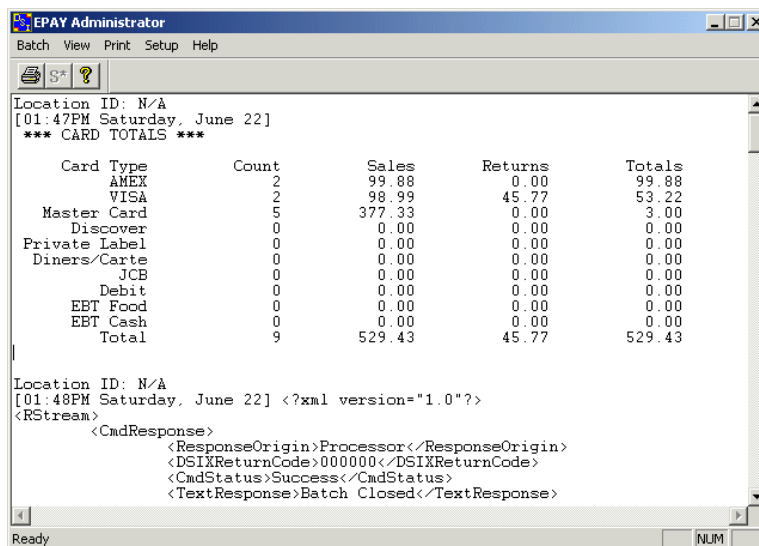 EPAY Administrator
Batch View Print Setup Help
S* ?
Location ID: N/A
[01:47PM Saturday, June 22]
*** CARD TOTALS ***
Card Type Count Sales Returns Totals
AMEX 2 99.88 0.00 99.88
VISA 2 98.99 45.77 53.22
Master Card 5 377.33 0.00 3.00
Discover 0 0.00 0.00 0.00
Private Label 0 0.00 0.00 0.00
Diners/Carte 0 0.00 0.00 0.00
JCB 0 0.00 0.00 0.00
Debit 0 0.00 0.00 0.00
EBT Food 0 0.00 0.00 0.00
EBT Cash 0 0.00 0.00 0.00
Total 9 529.43 45.77 529.43
Location ID: N/A
[01:48PM Saturday, June 22] <?xml version="1.0"?>
<RStream>
<CmdResponse>
<ResponseOrigin>Processor</ResponseOrigin>
<DSIXReturnCode>000000</DSIXReturnCode>
<CmdStatus>Success</CmdStatus>
<TextResponse>Batch Closed</TextResponse>
Ready NUM